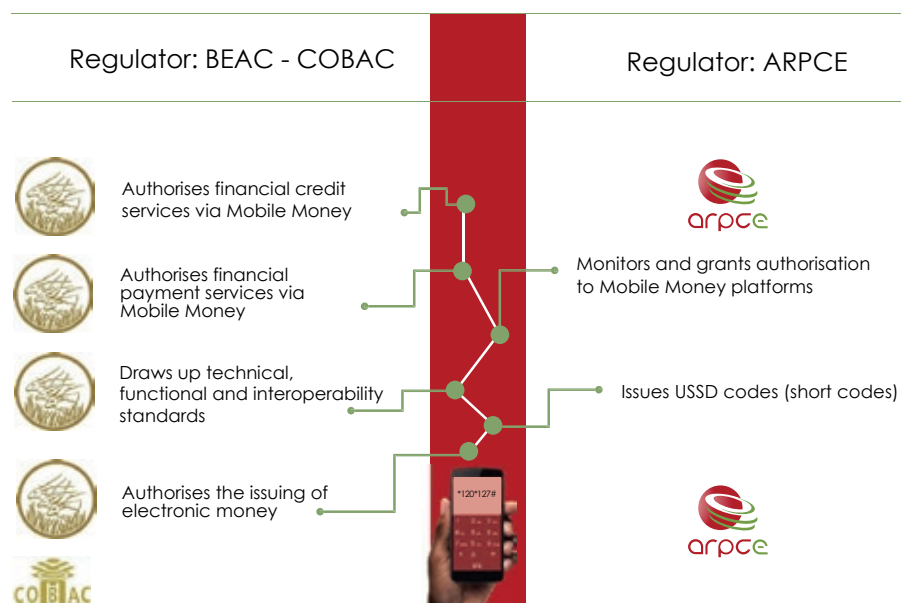 Regulator: BEAC - COBAC
Regulator: ARPCE
Authorises financial credit
services via Mobile Money
arpce
Authorises financial
payment services via
Mobile Money
Monitors and grants authorisation
to Mobile Money platforms
Draws up technical,
functional and interoperability
standards
Issues USSD codes (short codes)
Authorises the issuing of
electronic money
*120*127#
arpce
COBAC